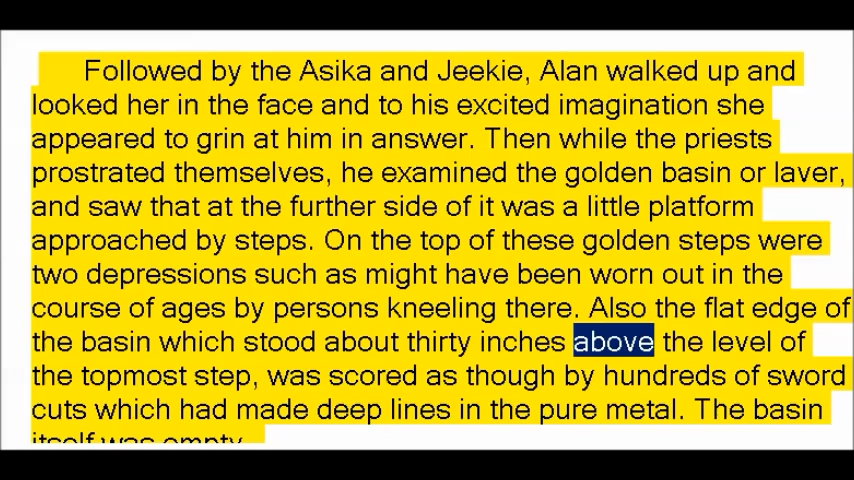 Followed by the Asika and Jeekie, Alan walked up and
looked her in the face and to his excited imagination she
appeared to grin at him in answer. Then while the priests
prostrated themselves, he examined the golden basin or laver,
and saw that at the further side of it was a little platform
approached by steps. On the top of these golden steps were
two depressions such as might have been worn out in the
course of ages by persons kneeling there. Also the flat edge of
the basin which stood about thirty inches above the level of
the topmost step, was scored as though by hundreds of sword
cuts which had made deep lines in the pure metal. The basin
itself was empty.